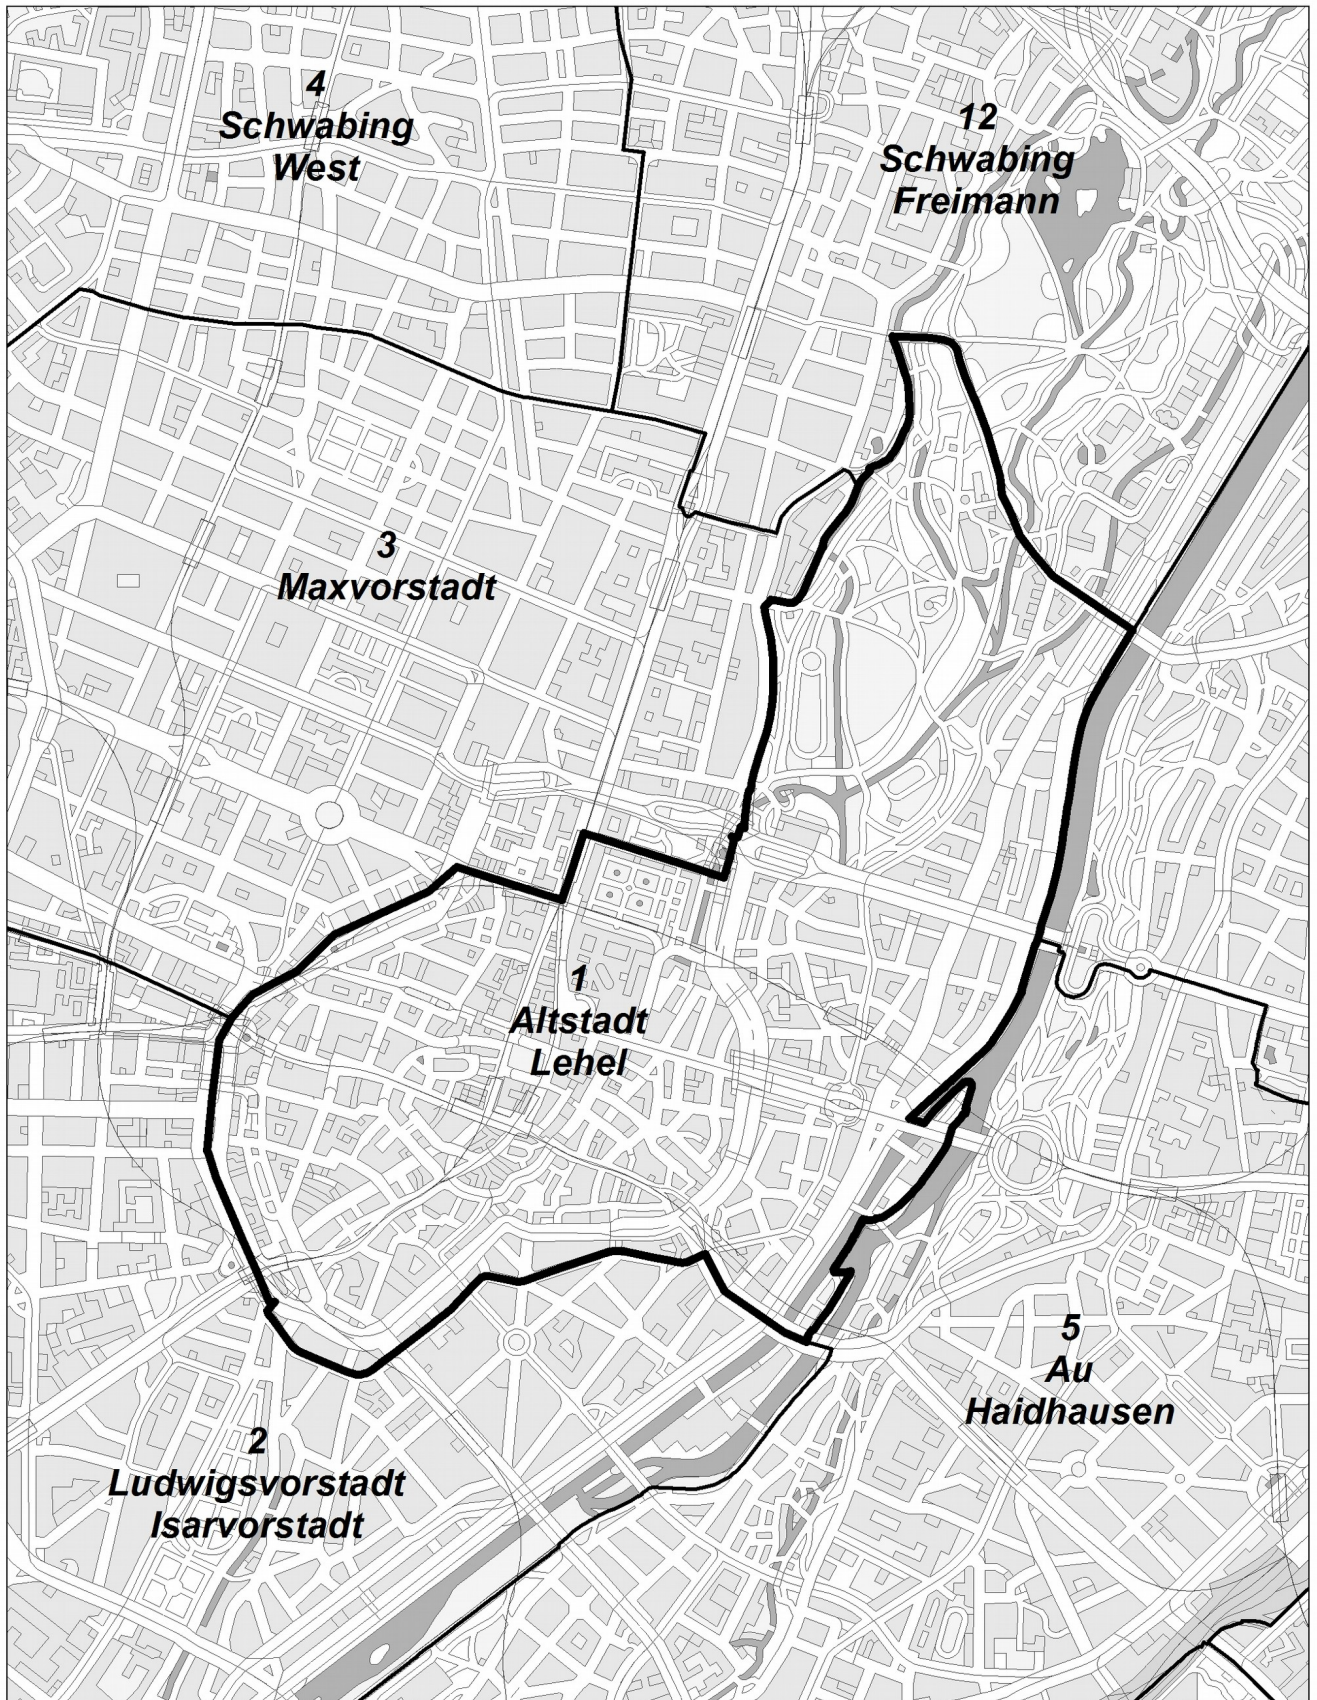 4
Schwabing
West
12
Schwabing
Freimann
3
Maxvorstadt
1
Altstadt
Lehel
5
Au
Haidhausen
2
Ludwigsvorstadt
Isarvorstadt